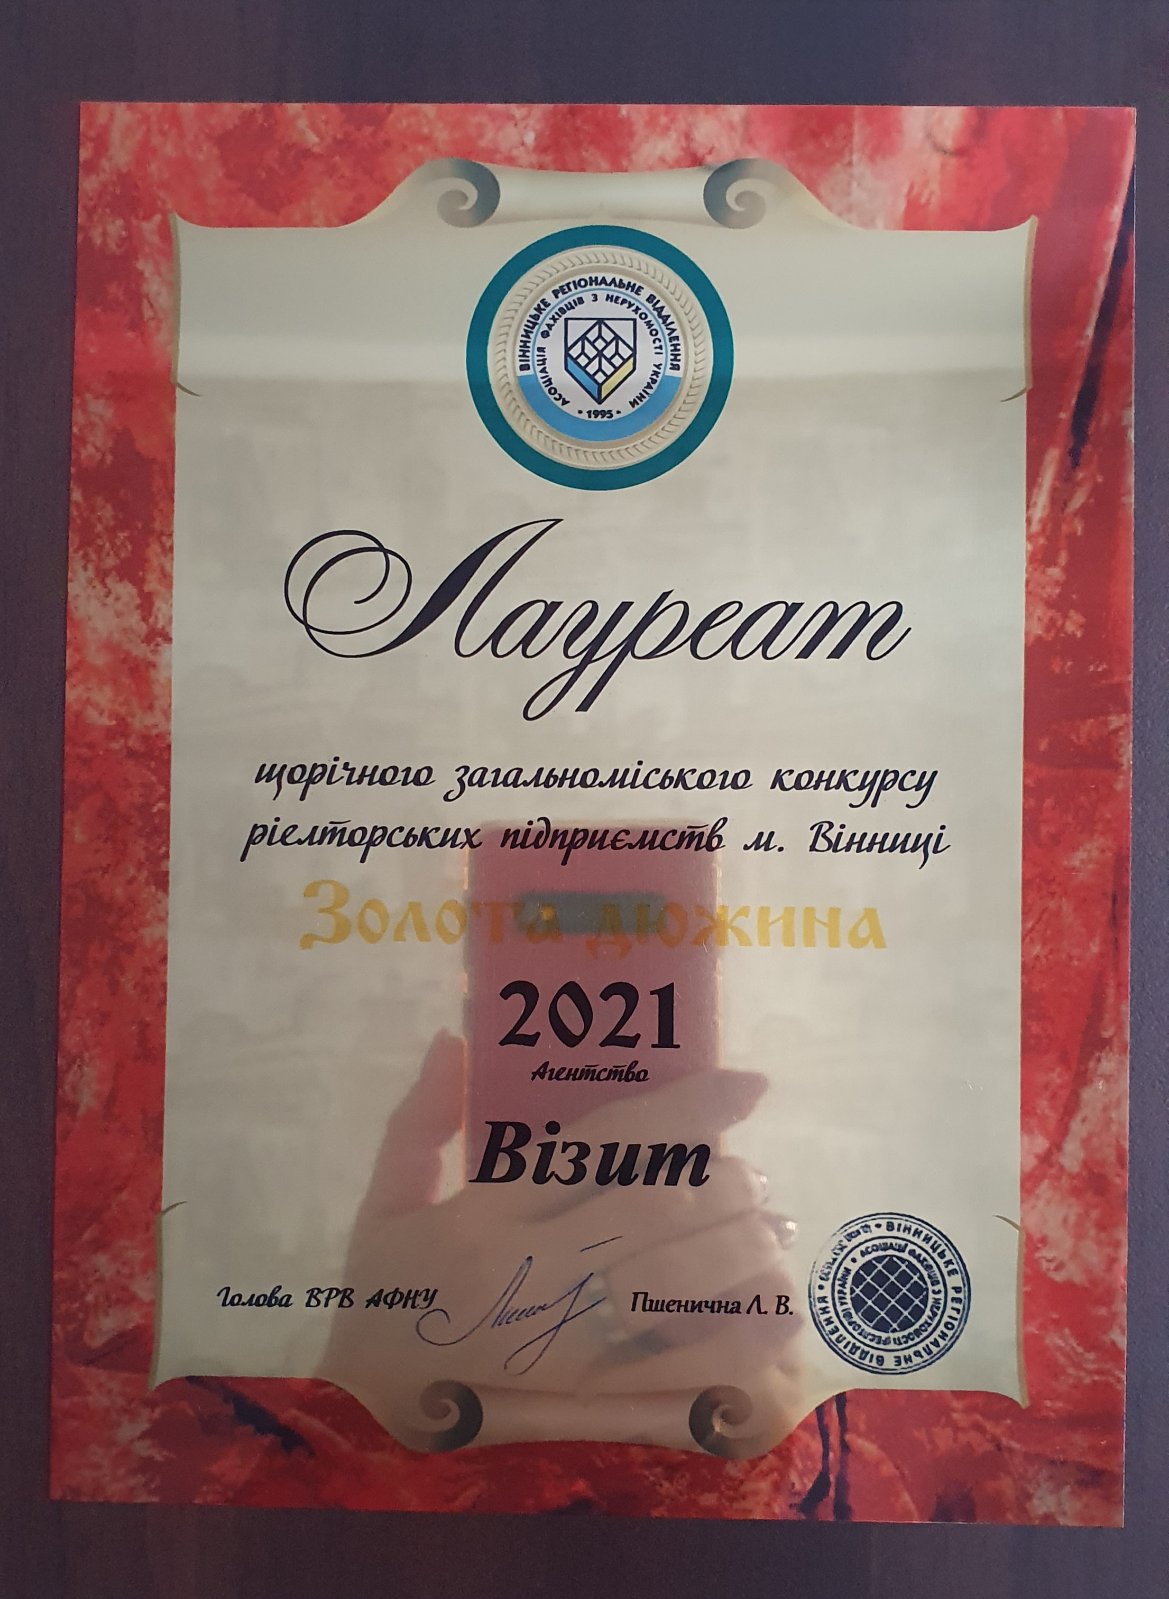 ВІННИЦЬКЕ РЕГІОНАЛЬНЕ ВІДДІЛЕННЯ
АСОЦІАЦІЯ ФАХІВЦІВ З НЕРУХОМОСТІ УКРАЇНИ
• 1995 •
Лауреат
щорічного загальноміського конкурсу
ріелторських підприємств м. Вінниці
Золота дюжина
2021
Агентство
Візит
Голова ВРВ АФНУ Пшенична Л. В.
ВІННИЦЬКЕ РЕГІОНАЛЬНЕ ВІДДІЛЕННЯ